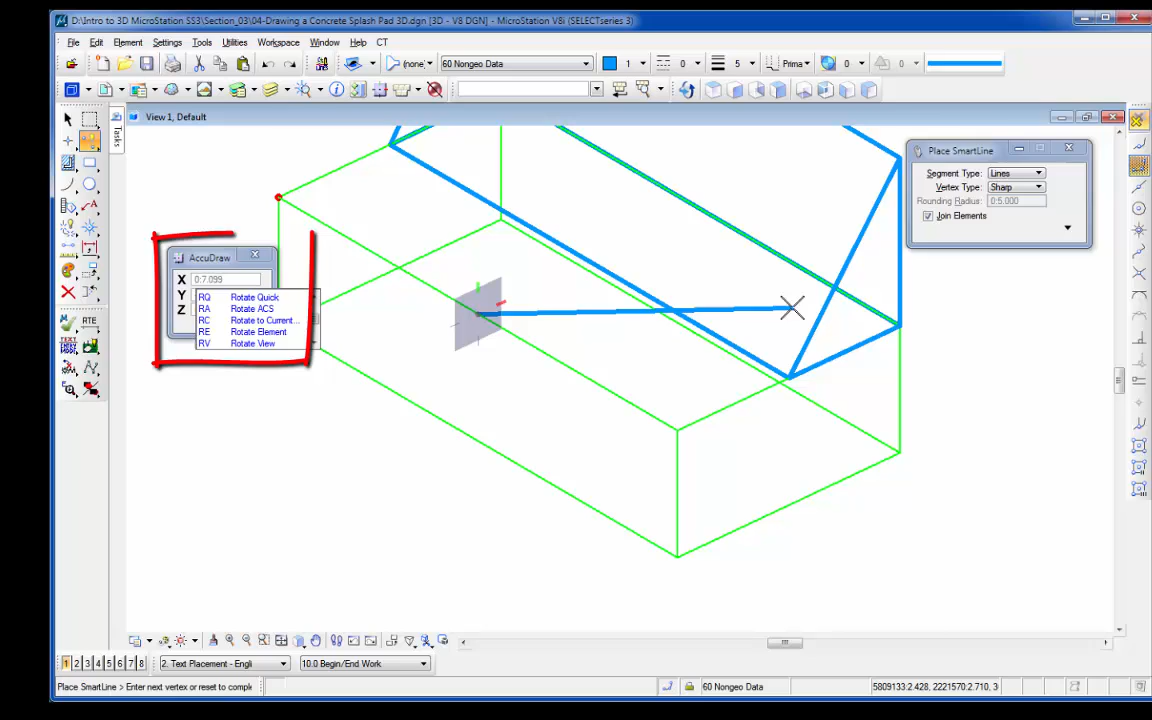 D:\Intro to 3D MicroStation SS3\Section_03\04-Drawing a Concrete Splash Pad 3D.dgn [3D - V8 DGN] - MicroStation V8i (SELECTseries 3)
File Edit Element Settings Tools Utilities Workspace Window Help CT
(none) 60 Nongeo Data 1 0 5 Prima 0 0
View 1, Default
Tasks
Place SmartLine
Segment Type: Lines
Vertex Type: Sharp
Rounding Radius: 0:5.000
Join Elements
AccuDraw
X 0:7.099
Y
Z
RQ Rotate Quick
RA Rotate ACS
RC Rotate to Current...
RE Rotate Element
RV Rotate View
1 2 3 4 5 6 7 8 2. Text Placement - Engli 10.0 Begin/End Work
Place SmartLine > Enter next vertex or reset to comple 60 Nongeo Data 5809133:2.428, 2221570:2.710, 3